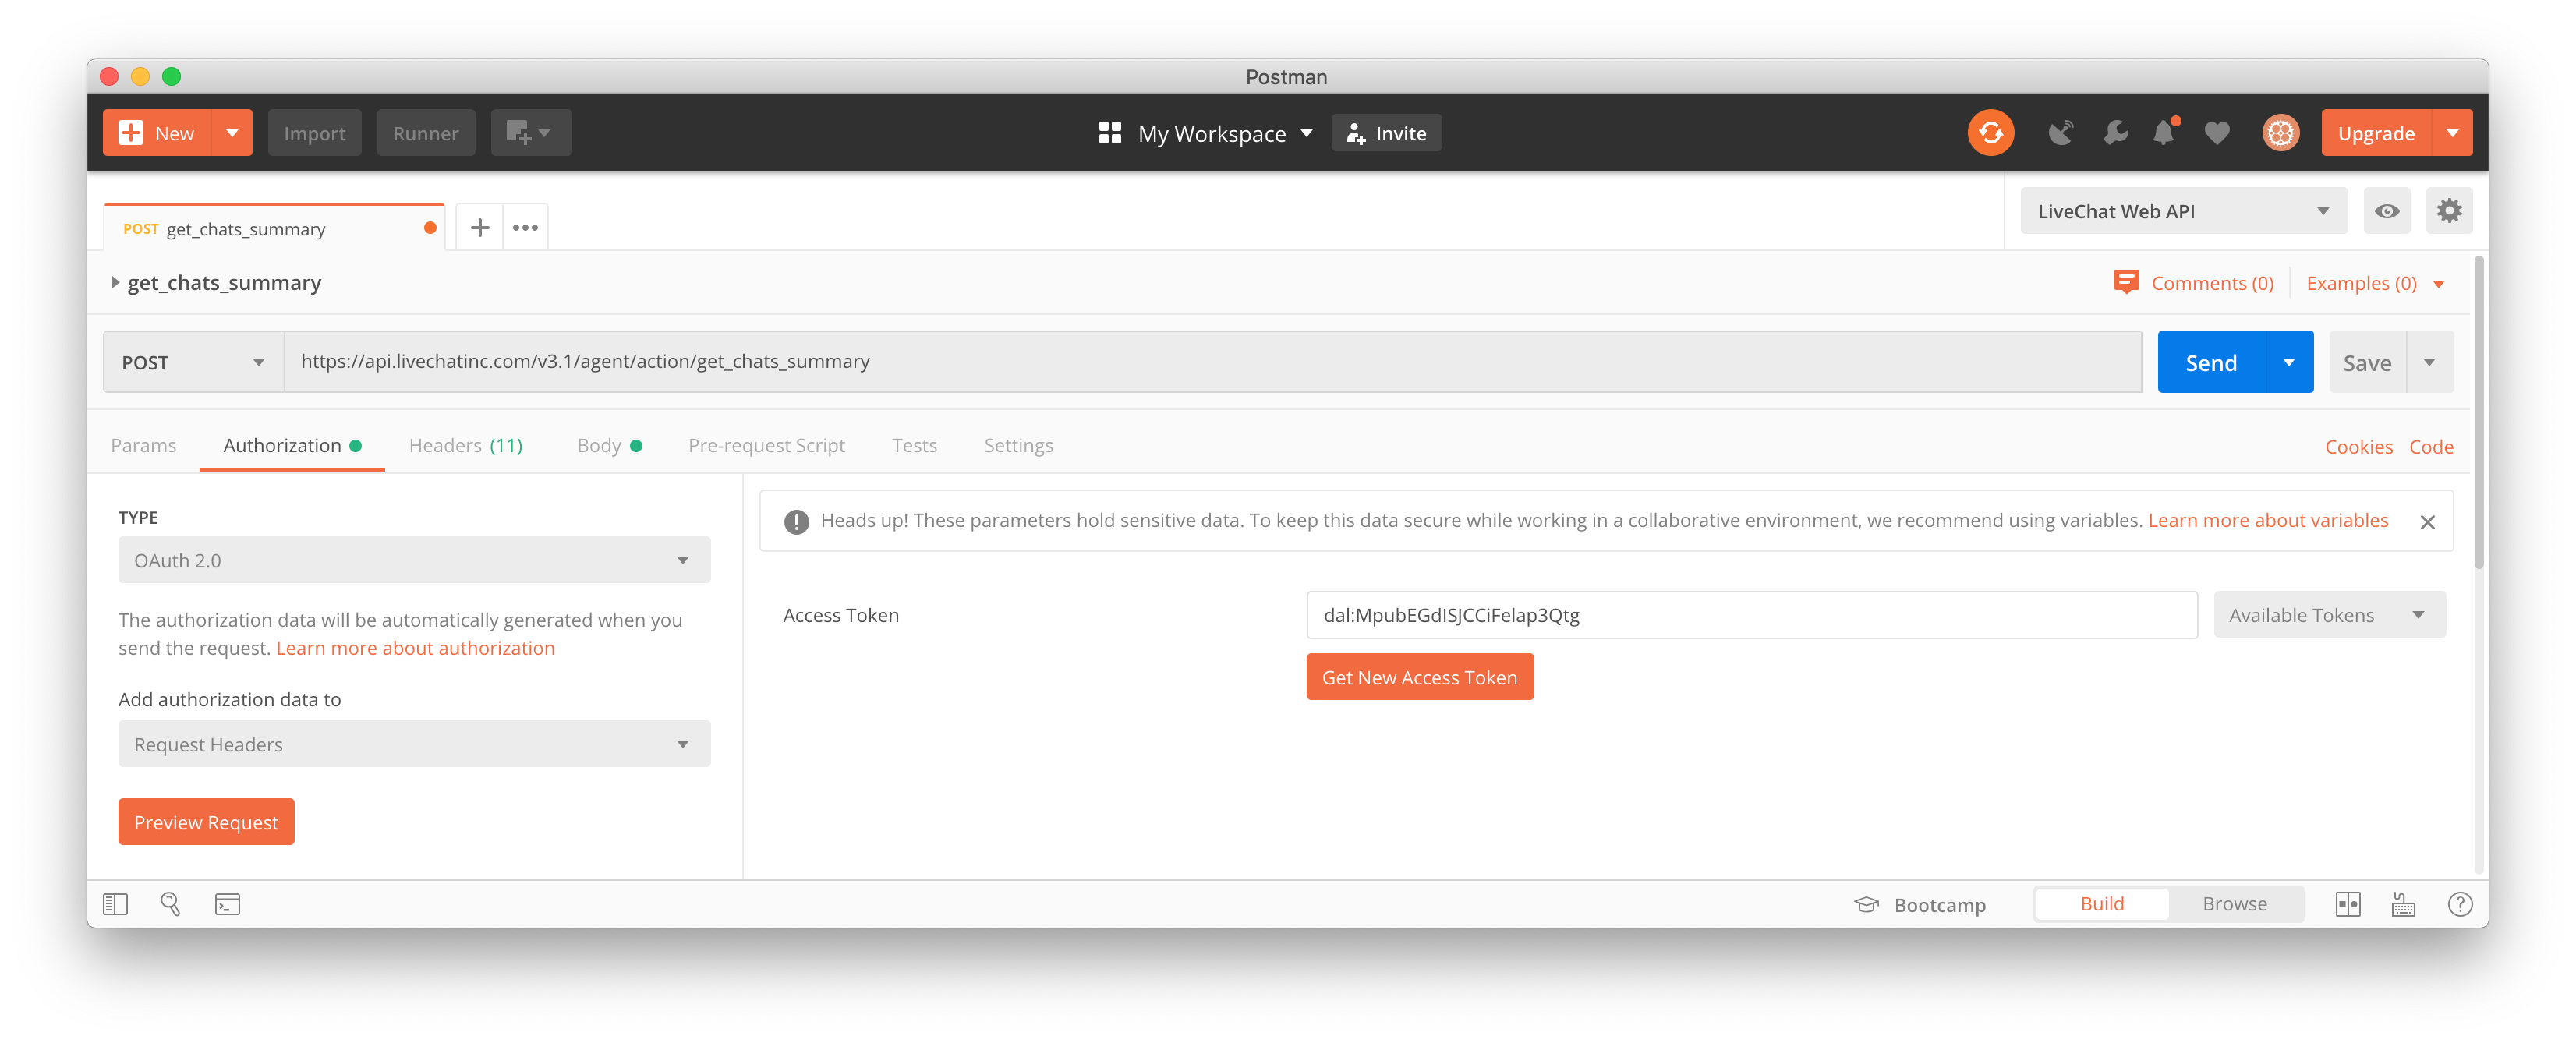 Postman
New
Import
Runner
My Workspace
Invite
Upgrade
POST get_chats_summary
LiveChat Web API
get_chats_summary
Comments (0)
Examples (0)
POST
https://api.livechatinc.com/v3.1/agent/action/get_chats_summary
Send
Save
Params
Authorization
Headers (11)
Body
Pre-request Script
Tests
Settings
Cookies
Code
TYPE
OAuth 2.0
The authorization data will be automatically generated when you
send the request. Learn more about authorization
Add authorization data to
Request Headers
Preview Request
Heads up! These parameters hold sensitive data. To keep this data secure while working in a collaborative environment, we recommend using variables. Learn more about variables
Access Token
dal:MpubEGdISJCCiFelap3Qtg
Available Tokens
Get New Access Token
Bootcamp
Build
Browse